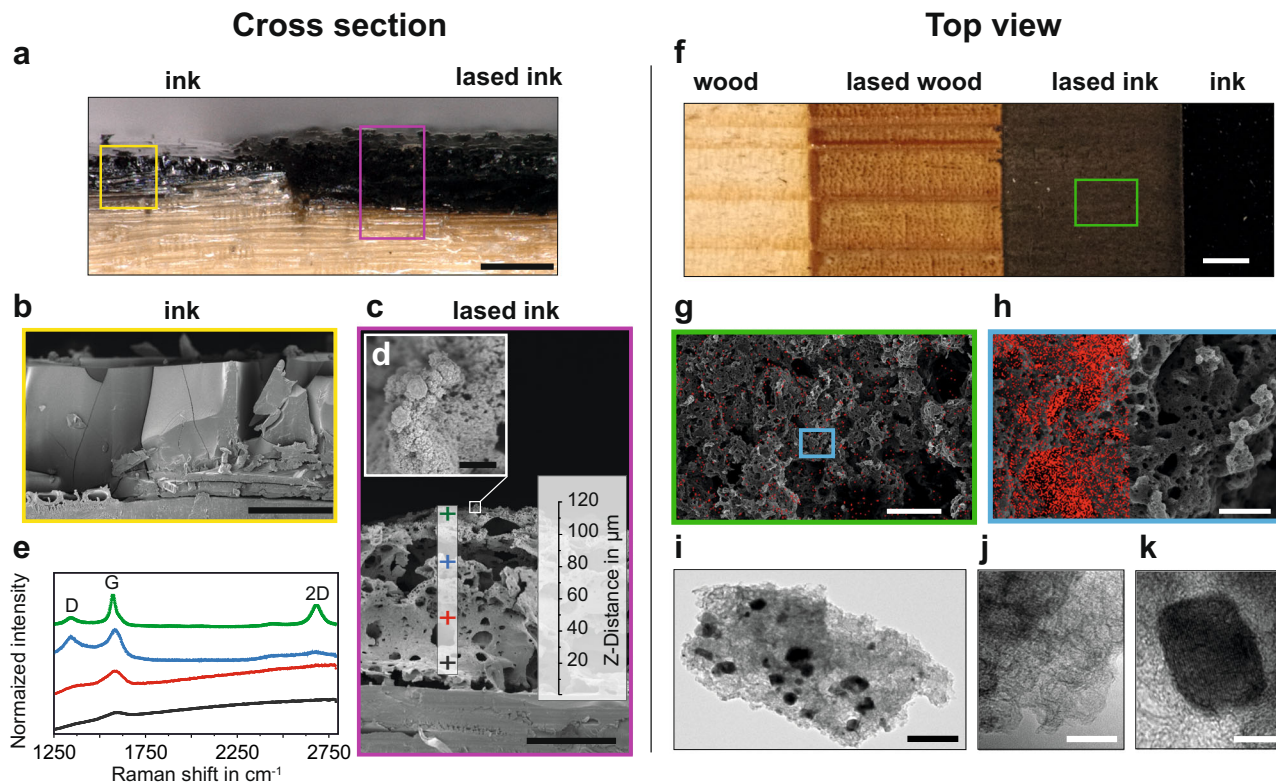 Cross section
Top view
a
ink
lased ink
f
wood
lased wood
lased ink
ink
b
ink
c
lased ink
d
120
100
80
60
40
20
Z-Distance in µm
g
h
e
D
G
2D
Normaized intensity
1250
1750
2250
2750
Raman shift in cm⁻¹
i
j
k